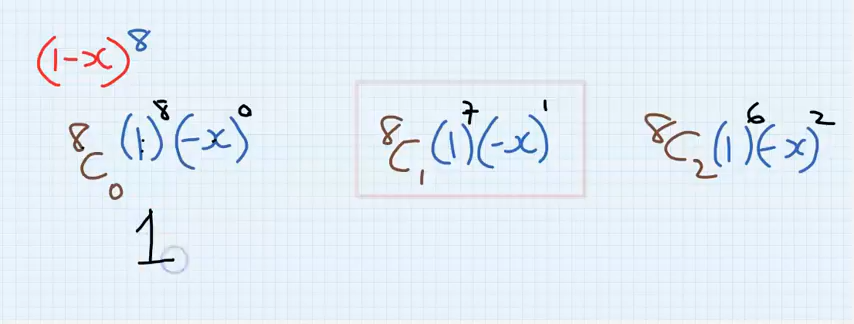 (1-x)⁸
⁸C₀ (1)⁸(-x)⁰ ⁸C₁ (1)⁷(-x)¹ ⁸C₂ (1)⁶(-x)²
1